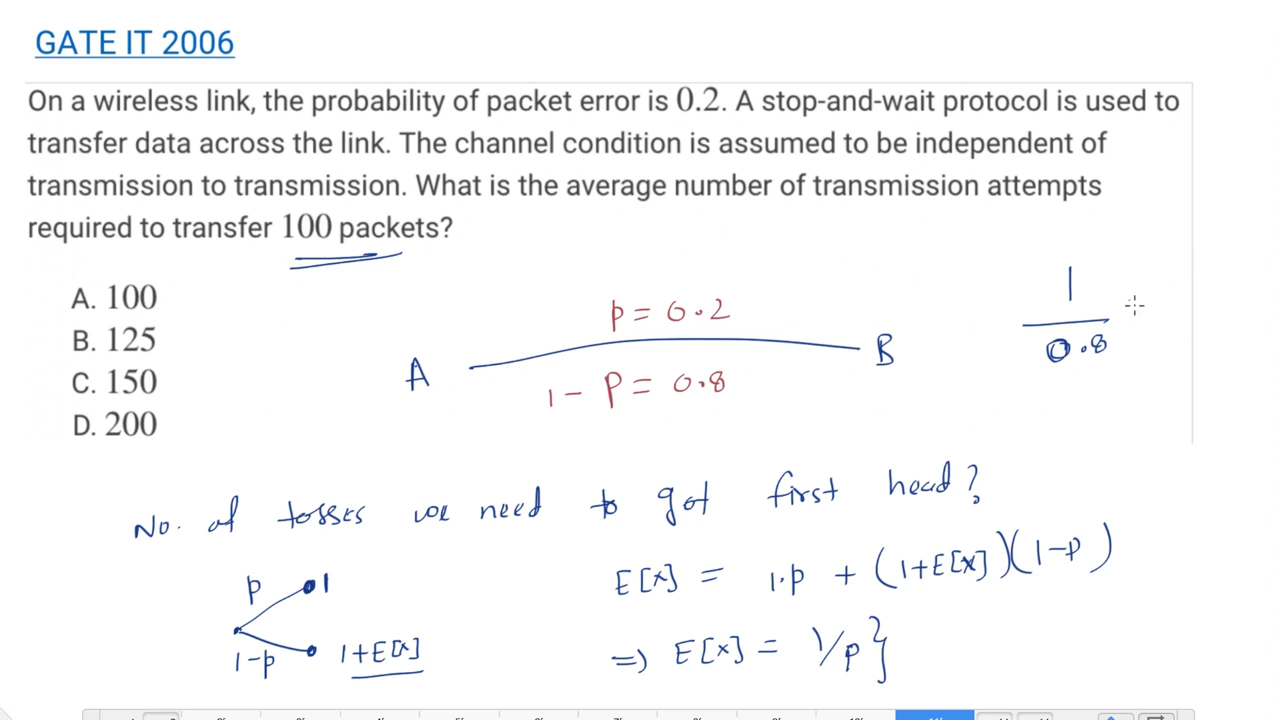 GATE IT 2006
On a wireless link, the probability of packet error is 0.2. A stop-and-wait protocol is used to
transfer data across the link. The channel condition is assumed to be independent of
transmission to transmission. What is the average number of transmission attempts
required to transfer 100 packets?
A. 100
B. 125
C. 150
D. 200
p = 0.2
A B
1 - p = 0.8
1
0.8
No. of tosses we need to get first head?
p 1
1-p 1+E[x]
E[x] = 1.p + (1+E[x])(1-p)
=> E[x] = 1/p}